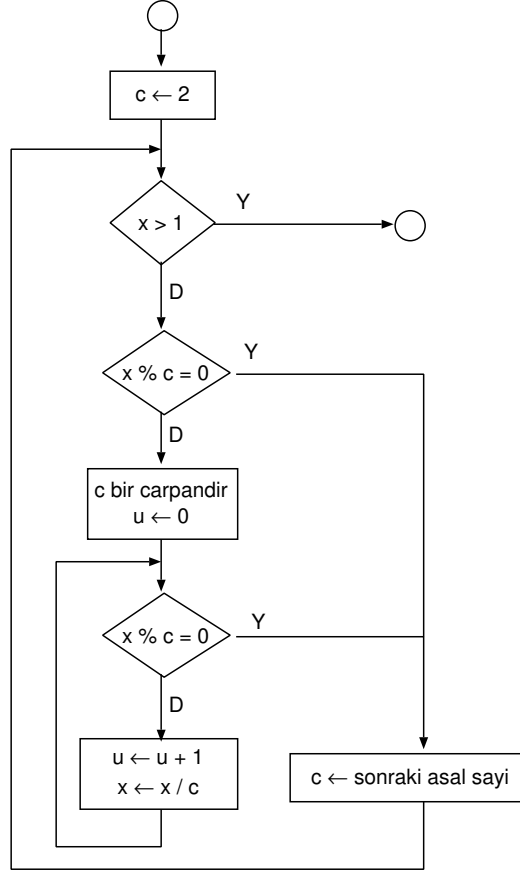 c ← 2
x > 1
Y
D
x % c = 0
Y
D
c bir carpandir
u ← 0
x % c = 0
Y
D
u ← u + 1
x ← x / c
c ← sonraki asal sayi